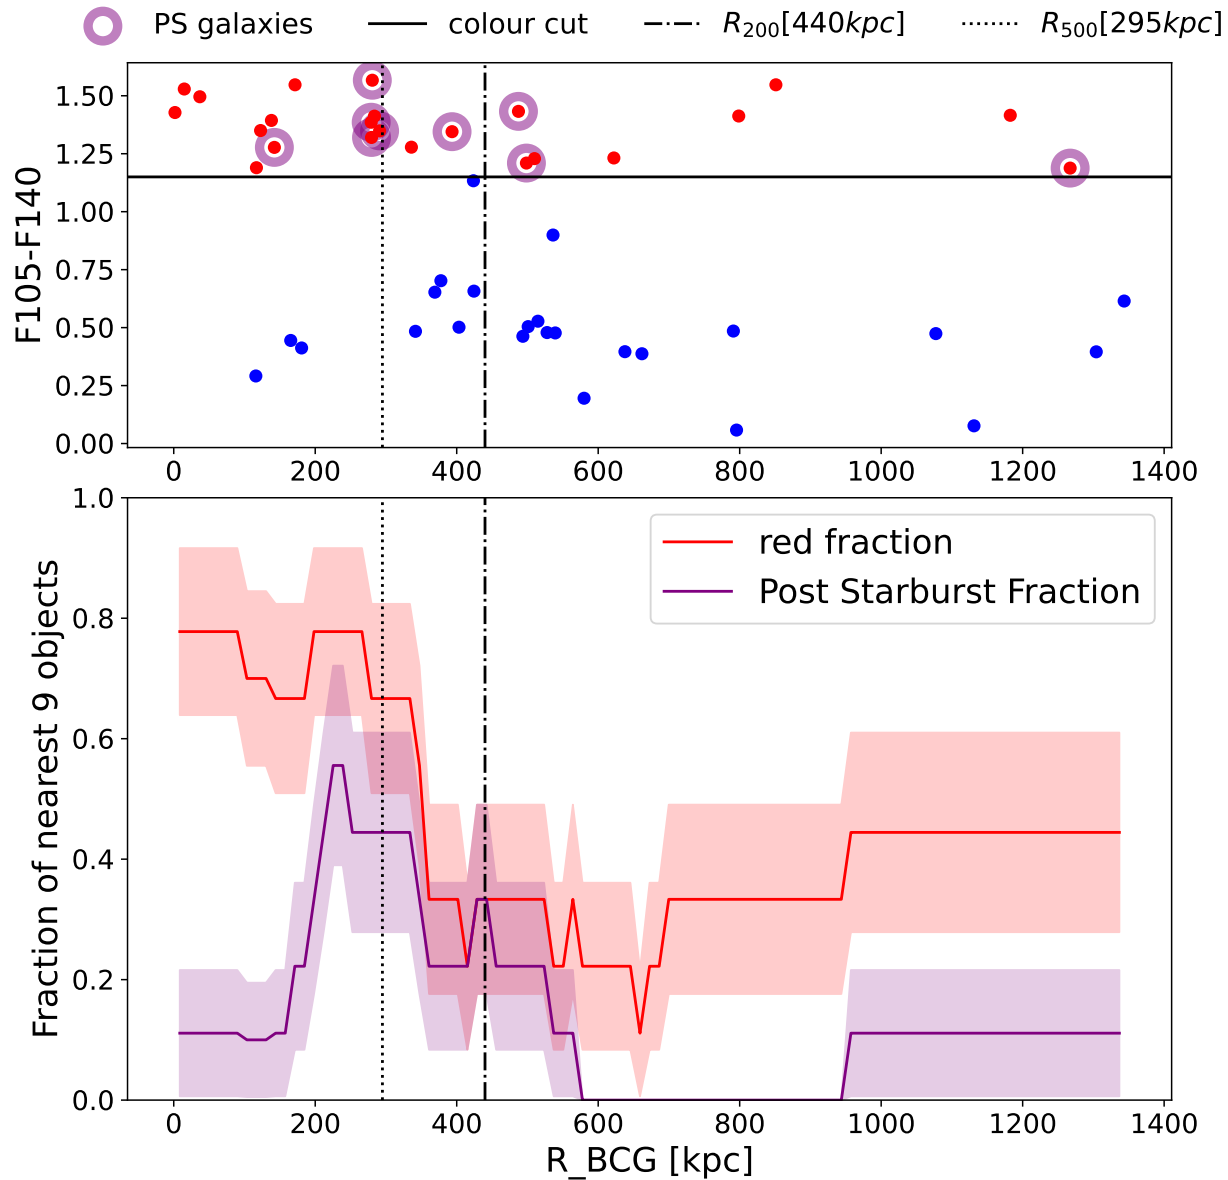 PS galaxies colour cut R₂₀₀[440kpc] R₅₀₀[295kpc]
1.50
1.25
1.00
0.75
0.50
0.25
0.00
F105-F140
0 200 400 600 800 1000 1200 1400
1.0
0.8
0.6
0.4
0.2
0.0
Fraction of nearest 9 objects
red fraction
Post Starburst Fraction
0 200 400 600 800 1000 1200 1400
R_BCG [kpc]